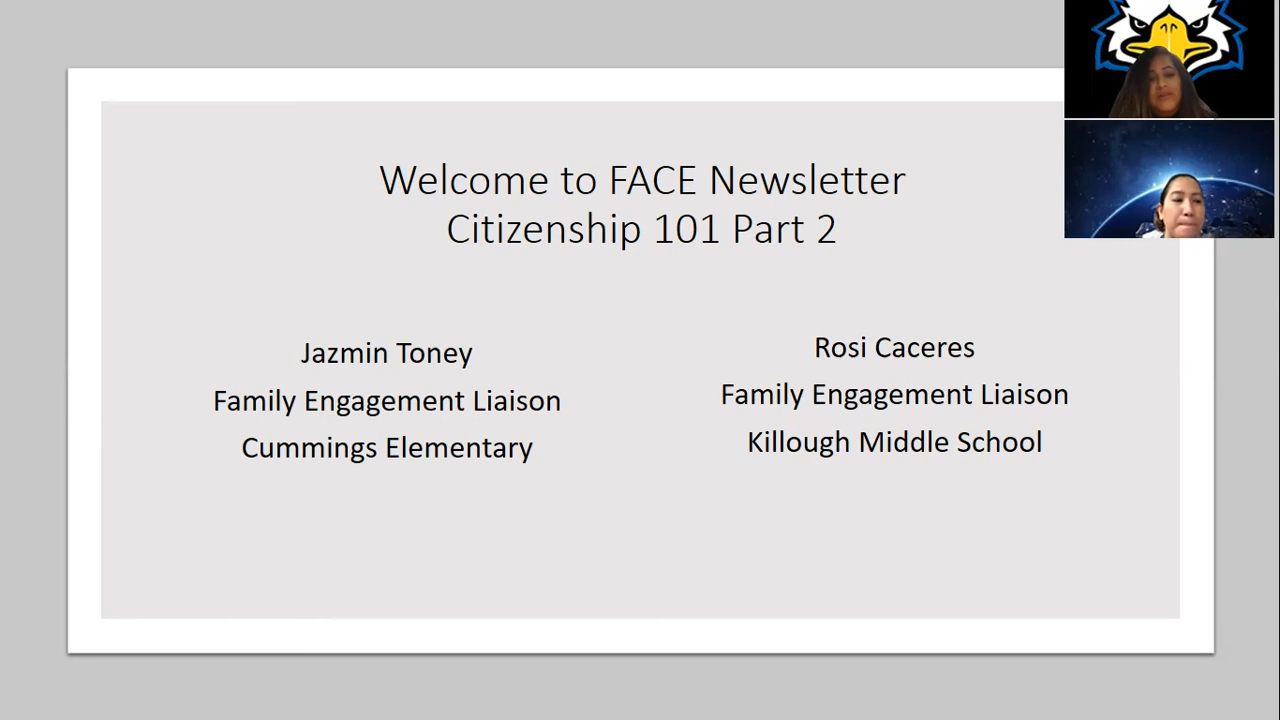 Welcome to FACE Newsletter
Citizenship 101 Part 2
Jazmin Toney
Family Engagement Liaison
Cummings Elementary
Rosi Caceres
Family Engagement Liaison
Killough Middle School